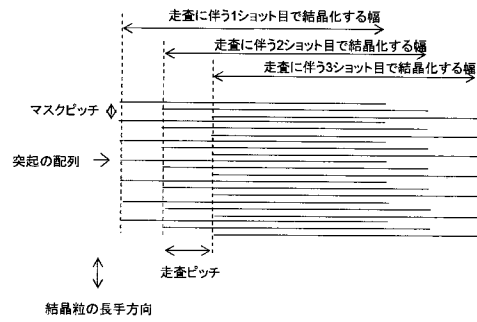 走査に伴う1ショット目で結晶化する幅
走査に伴う2ショット目で結晶化する幅
走査に伴う3ショット目で結晶化する幅
マスクピッチ
突起の配列
走査ピッチ
結晶粒の長手方向